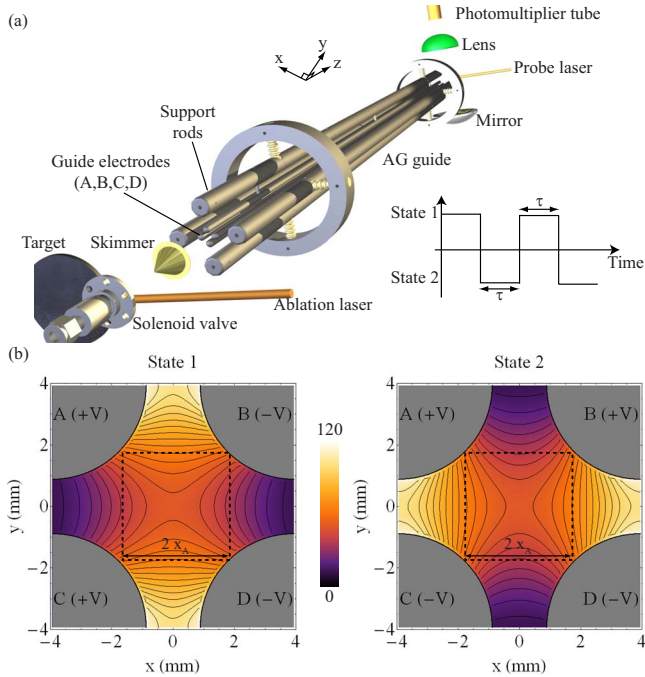 (a)
Photomultiplier tube
Lens
x
y
z
Probe laser
Support
rods
Mirror
Guide electrodes
(A,B,C,D)
AG guide
Target
Skimmer
State 1
τ
Time
State 2
τ
Ablation laser
Solenoid valve
(b)
State 1
State 2
4
2
0
−2
−4
y (mm)
A (+V)
B (−V)
2 x_A
C (+V)
D (−V)
−4
−2
0
2
4
x (mm)
120
0
4
2
0
−2
−4
y (mm)
A (+V)
B (+V)
2 x_A
C (−V)
D (−V)
−4
−2
0
2
4
x (mm)